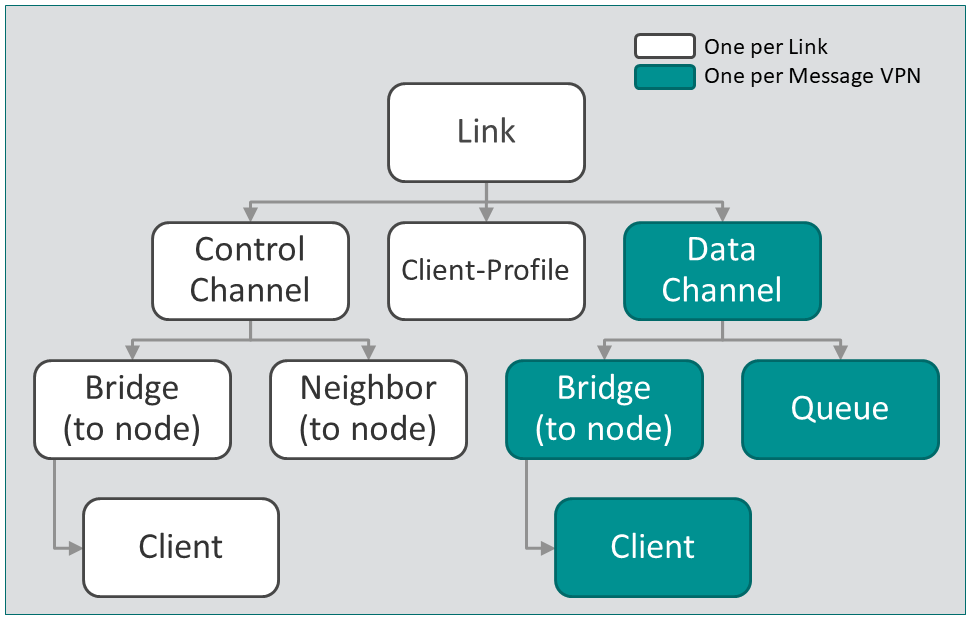 One per Link
One per Message VPN
Link
Control
Channel
Client-Profile
Data
Channel
Bridge
(to node)
Neighbor
(to node)
Bridge
(to node)
Queue
Client
Client